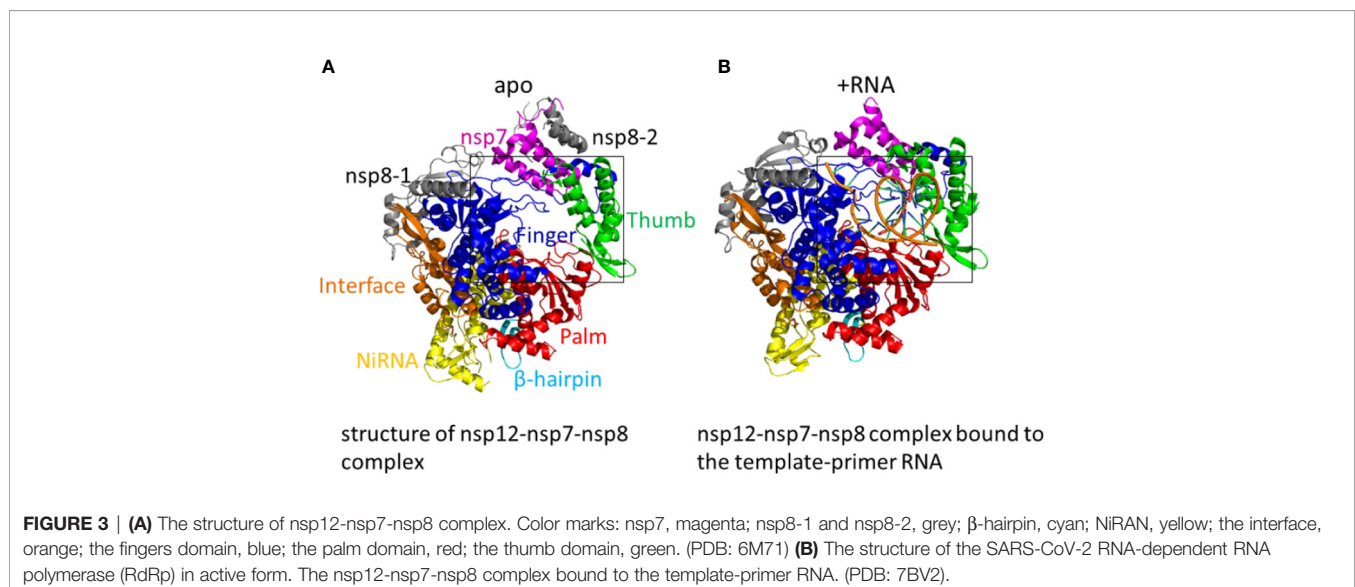 A
B
apo
+RNA
nsp7
nsp8-2
nsp8-1
Thumb
Finger
Interface
Palm
NiRNA
β-hairpin
structure of nsp12-nsp7-nsp8
complex
nsp12-nsp7-nsp8 complex bound to
the template-primer RNA
FIGURE 3 | (A) The structure of nsp12-nsp7-nsp8 complex. Color marks: nsp7, magenta; nsp8-1 and nsp8-2, grey; β-hairpin, cyan; NiRAN, yellow; the interface,
orange; the fingers domain, blue; the palm domain, red; the thumb domain, green. (PDB: 6M71) (B) The structure of the SARS-CoV-2 RNA-dependent RNA
polymerase (RdRp) in active form. The nsp12-nsp7-nsp8 complex bound to the template-primer RNA. (PDB: 7BV2).